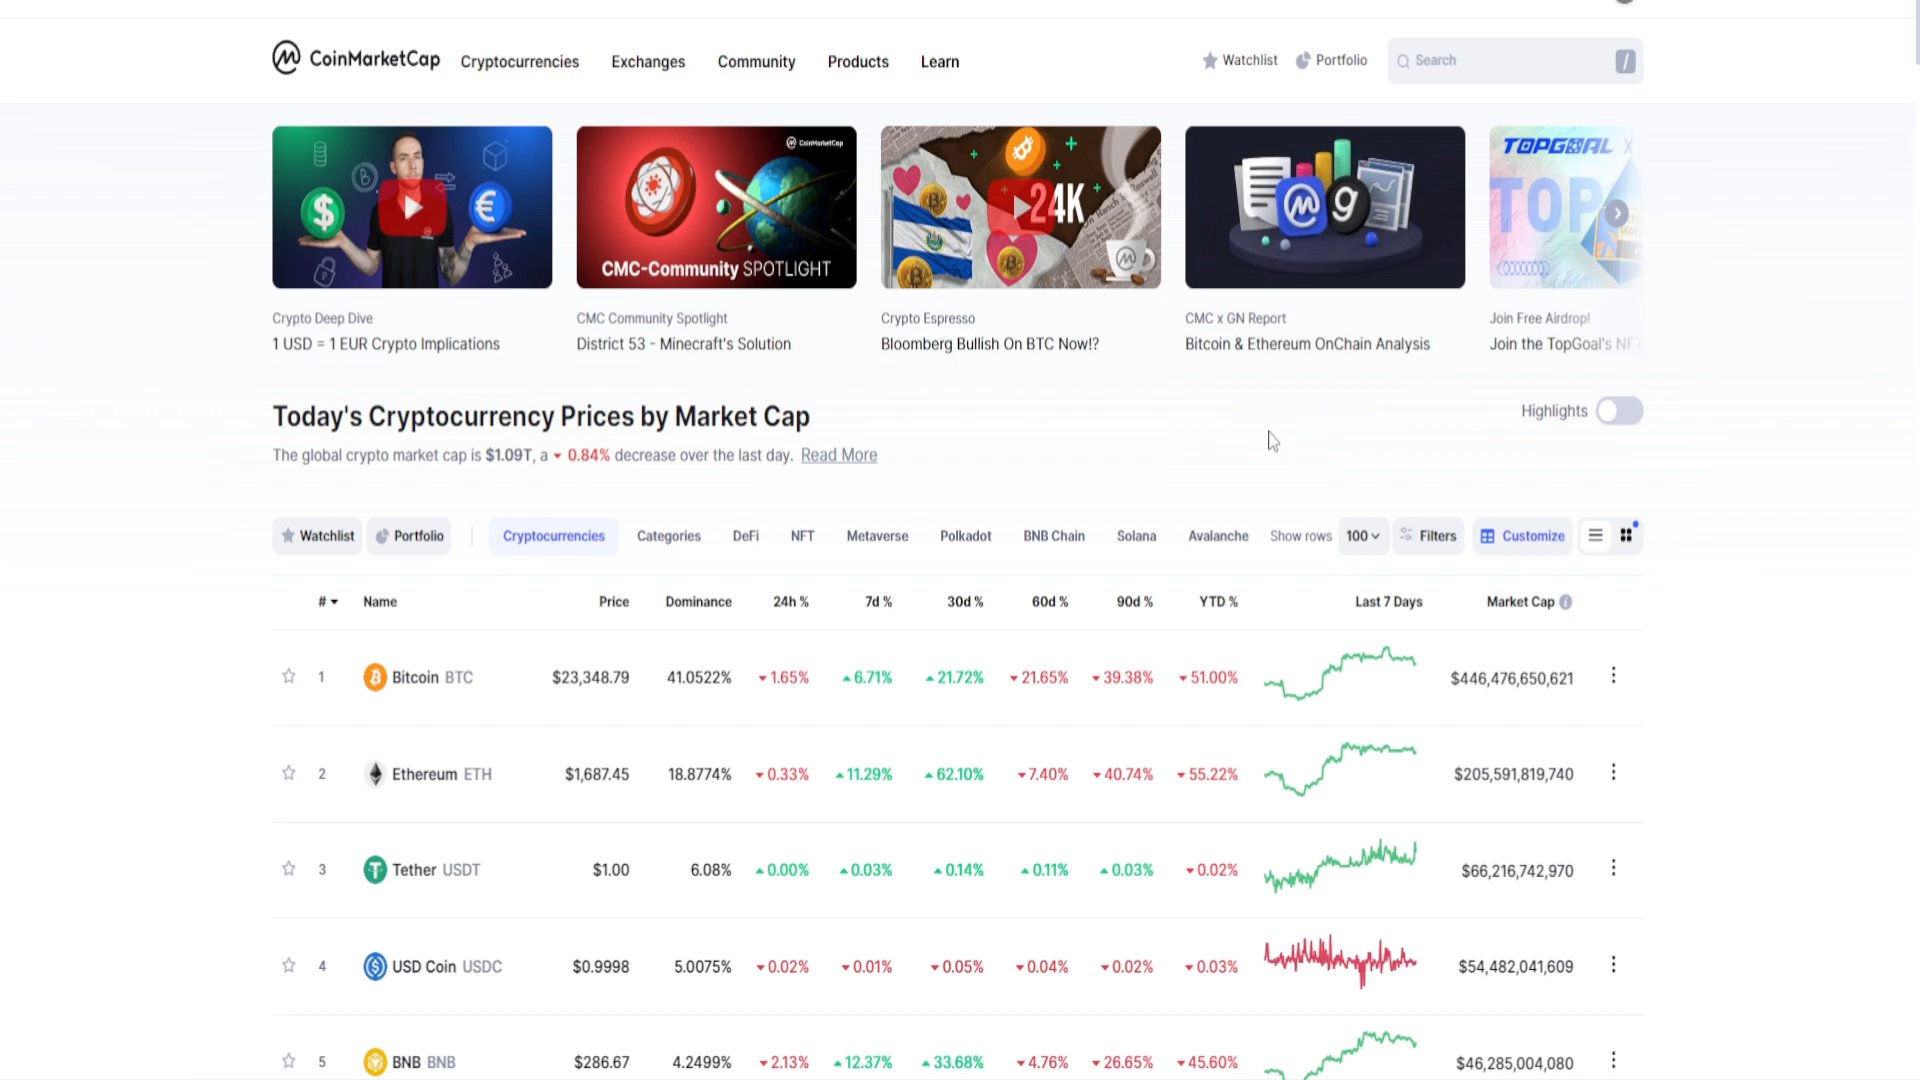 CoinMarketCap Cryptocurrencies Exchanges Community Products Learn Watchlist Portfolio Search /
CoinMarketCap
CMC-Community SPOTLIGHT
24K
TOPGOAL X
TOP
Crypto Deep Dive
1 USD = 1 EUR Crypto Implications
CMC Community Spotlight
District 53 - Minecraft's Solution
Crypto Espresso
Bloomberg Bullish On BTC Now!?
CMC x GN Report
Bitcoin & Ethereum OnChain Analysis
Join Free Airdrop!
Join the TopGoal's NFT
Today's Cryptocurrency Prices by Market Cap
Highlights
The global crypto market cap is $1.09T, a 0.84% decrease over the last day. Read More
Watchlist Portfolio Cryptocurrencies Categories DeFi NFT Metaverse Polkadot BNB Chain Solana Avalanche Show rows 100 Filters Customize
# Name Price Dominance 24h % 7d % 30d % 60d % 90d % YTD % Last 7 Days Market Cap
1 Bitcoin BTC $23,348.79 41.0522% 1.65% 6.71% 21.72% 21.65% 39.38% 51.00% $446,476,650,621
2 Ethereum ETH $1,687.45 18.8774% 0.33% 11.29% 62.10% 7.40% 40.74% 55.22% $205,591,819,740
3 Tether USDT $1.00 6.08% 0.00% 0.03% 0.14% 0.11% 0.03% 0.02% $66,216,742,970
4 USD Coin USDC $0.9998 5.0075% 0.02% 0.01% 0.05% 0.04% 0.02% 0.03% $54,482,041,609
5 BNB BNB $286.67 4.2499% 2.13% 12.37% 33.68% 4.76% 26.65% 45.60% $46,285,004,080